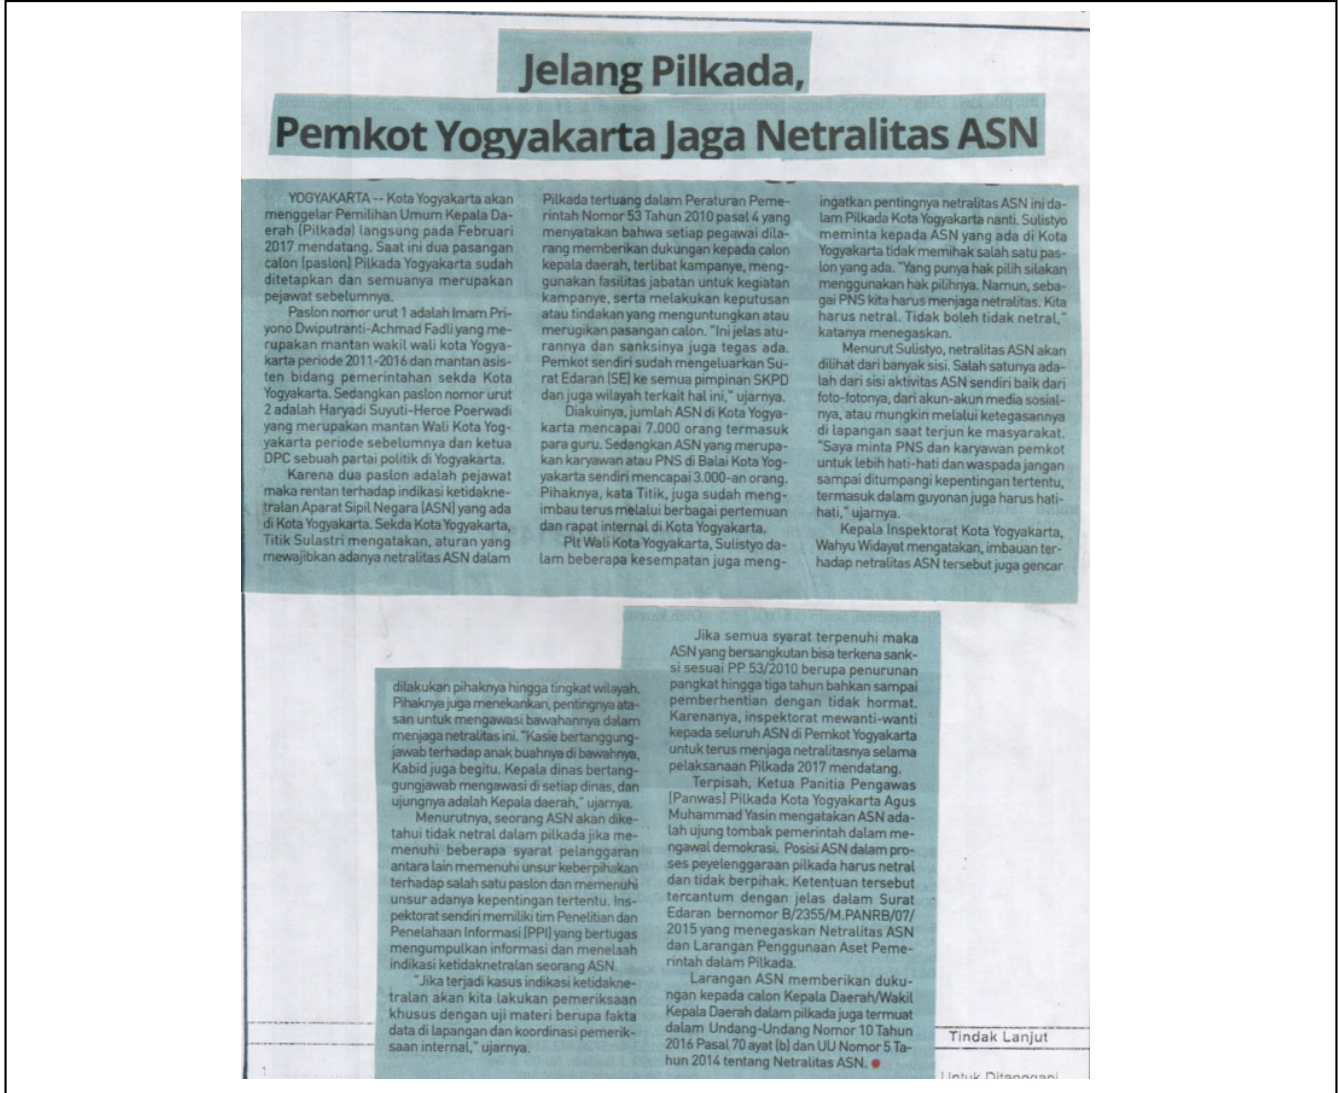 Jelang Pilkada,
Pemkot Yogyakarta Jaga Netralitas ASN
YOGYAKARTA -- Kota Yogyakarta akan
menggelar Pemilihan Umum Kepala Da-
erah (Pilkada) langsung pada Februari
2017 mendatang. Saat ini dua pasangan
calon (paslon) Pilkada Yogyakarta sudah
ditetapkan dan semuanya merupakan
pejawat sebelumnya.
Paslon nomor urut 1 adalah Imam Pri-
yono Dwiputranti-Achmad Fadli yang me-
rupakan mantan wakil wali kota Yogya-
karta periode 2011-2016 dan mantan asis-
ten bidang pemerintahan sekda Kota
Yogyakarta. Sedangkan paslon nomor urut
2 adalah Haryadi Suyuti-Heroe Poerwadi
yang merupakan mantan Wali Kota Yog-
yakarta periode sebelumnya dan ketua
DPC sebuah partai politik di Yogyakarta.
Karena dua paslon adalah pejawat
maka rentan terhadap indikasi ketidakne-
tralan Aparat Sipil Negara (ASN) yang ada
di Kota Yogyakarta. Sekda Kota Yogyakarta,
Titik Sulastri mengatakan, aturan yang
mewajibkan adanya netralitas ASN dalam
Pilkada tertuang dalam Peraturan Peme-
rintah Nomor 53 Tahun 2010 pasal 4 yang
menyatakan bahwa setiap pegawai dila-
rang memberikan dukungan kepada calon
kepala daerah, terlibat kampanye, meng-
gunakan fasilitas jabatan untuk kegiatan
kampanye, serta melakukan keputusan
atau tindakan yang menguntungkan atau
merugikan pasangan calon. "Ini jelas atu-
rannya dan sanksinya juga tegas ada.
Pemkot sendiri sudah mengeluarkan Su-
rat Edaran (SE) ke semua pimpinan SKPD
dan juga wilayah terkait hal ini," ujarnya.
Diakuinya, jumlah ASN di Kota Yogya-
karta mencapai 7.000 orang termasuk
para guru. Sedangkan ASN yang merupa-
kan karyawan atau PNS di Balai Kota Yog-
yakarta sendiri mencapai 3.000-an orang.
Pihaknya, kata Titik, juga sudah meng-
imbau terus melalui berbagai pertemuan
dan rapat internal di Kota Yogyakarta.
Plt Wali Kota Yogyakarta, Sulistyo da-
lam beberapa kesempatan juga meng-
ingatkan pentingnya netralitas ASN ini da-
lam Pilkada Kota Yogyakarta nanti. Sulistyo
meminta kepada ASN yang ada di Kota
Yogyakarta tidak memihak salah satu pas-
lon yang ada. "Yang punya hak pilih silakan
menggunakan hak pilihnya. Namun, seba-
gai PNS kita harus menjaga netralitas. Kita
harus netral. Tidak boleh tidak netral,"
katanya menegaskan.
Menurut Sulistyo, netralitas ASN akan
dilihat dari banyak sisi. Salah satunya ada-
lah dari sisi aktivitas ASN sendiri baik dari
foto-fotonya, dari akun-akun media sosial-
nya, atau mungkin melalui ketegasannya
di lapangan saat terjun ke masyarakat.
"Saya minta PNS dan karyawan pemkot
untuk lebih hati-hati dan waspada jangan
sampai ditumpangi kepentingan tertentu,
termasuk dalam guyonan juga harus hati-
hati," ujarnya.
Kepala Inspektorat Kota Yogyakarta,
Wahyu Widayat mengatakan, imbauan ter-
hadap netralitas ASN tersebut juga gencar
dilakukan pihaknya hingga tingkat wilayah.
Pihaknya juga menekankan, pentingnya ata-
san untuk mengawasi bawahannya dalam
menjaga netralitas ini. "Kasie bertanggung-
jawab terhadap anak buahnya di bawahnya,
Kabid juga begitu. Kepala dinas bertang-
gungjawab mengawasi di setiap dinas, dan
ujungnya adalah Kepala daerah," ujarnya.
Menurutnya, seorang ASN akan dike-
tahui tidak netral dalam pilkada jika me-
menuhi beberapa syarat pelanggaran
antara lain memenuhi unsur keberpihakan
terhadap salah satu paslon dan memenuhi
unsur adanya kepentingan tertentu. Ins-
pektorat sendiri memiliki tim Penelitian dan
Penelahaan Informasi (PPI) yang bertugas
mengumpulkan informasi dan menelaah
indikasi ketidaknetralan seorang ASN.
"Jika terjadi kasus indikasi ketidakne-
tralan akan kita lakukan pemeriksaan
khusus dengan uji materi berupa fakta
data di lapangan dan koordinasi pemerik-
saan internal," ujarnya.
Jika semua syarat terpenuhi maka
ASN yang bersangkutan bisa terkena sank-
si sesuai PP 53/2010 berupa penurunan
pangkat hingga tiga tahun bahkan sampai
pemberhentian dengan tidak hormat.
Karenanya, inspektorat mewanti-wanti
kepada seluruh ASN di Pemkot Yogyakarta
untuk terus menjaga netralitasnya selama
pelaksanaan Pilkada 2017 mendatang.
Terpisah, Ketua Panitia Pengawas
(Panwas) Pilkada Kota Yogyakarta Agus
Muhammad Yasin mengatakan ASN ada-
lah ujung tombak pemerintah dalam me-
ngawal demokrasi. Posisi ASN dalam pro-
ses peyelenggaraan pilkada harus netral
dan tidak berpihak. Ketentuan tersebut
tercantum dengan jelas dalam Surat
Edaran bernomor B/2355/M.PANRB/07/
2015 yang menegaskan Netralitas ASN
dan Larangan Penggunaan Aset Peme-
rintah dalam Pilkada.
Larangan ASN memberikan duku-
ngan kepada calon Kepala Daerah/Wakil
Kepala Daerah dalam pilkada juga termuat
dalam Undang-Undang Nomor 10 Tahun
2016 Pasal 70 ayat (b) dan UU Nomor 5 Ta-
hun 2014 tentang Netralitas ASN.
Tindak Lanjut
Untuk Ditanggapi